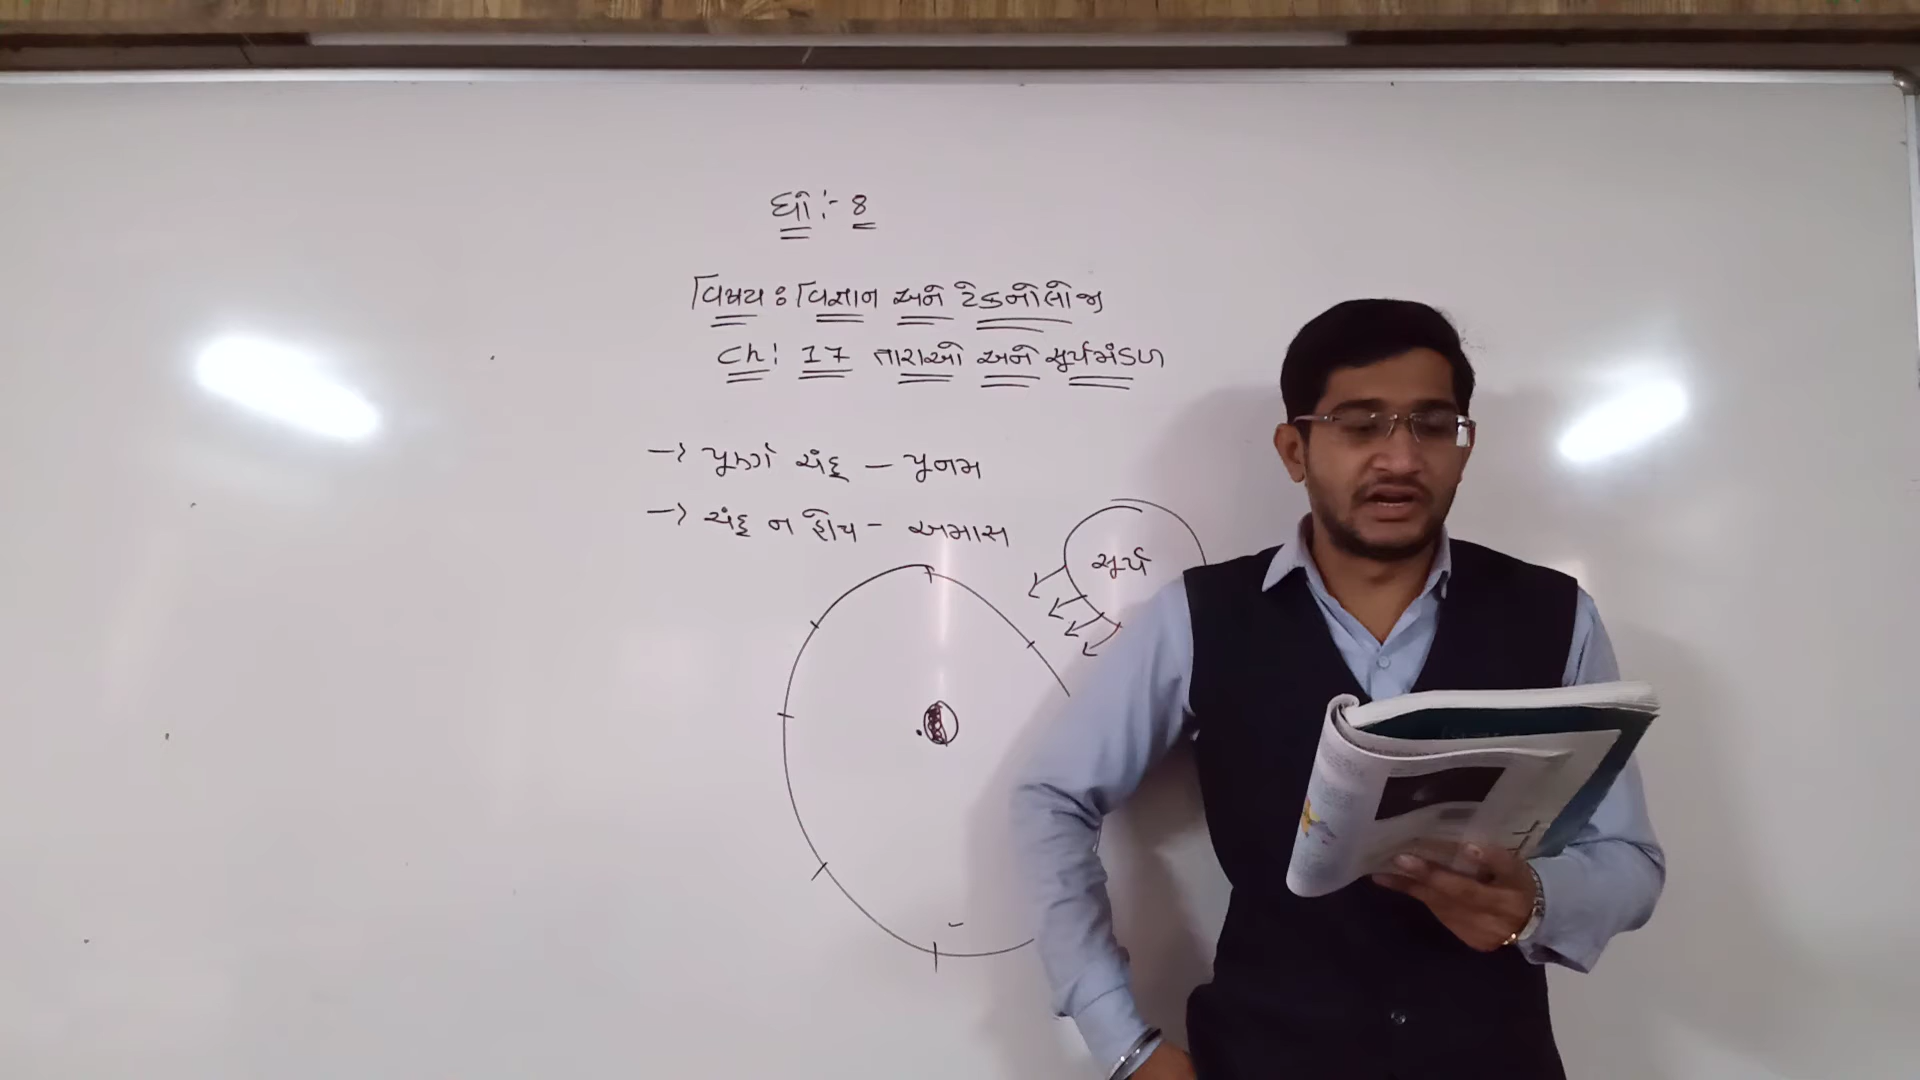 ધો:- 8
વિષય : વિજ્ઞાન અને ટેકનોલોજી
Ch: 17 તારાઓ અને સૂર્યમંડળ
→ પૂર્ણ ચંદ્ર – પુનમ
→ ચંદ્ર ન હોય – અમાસ
સૂર્ય